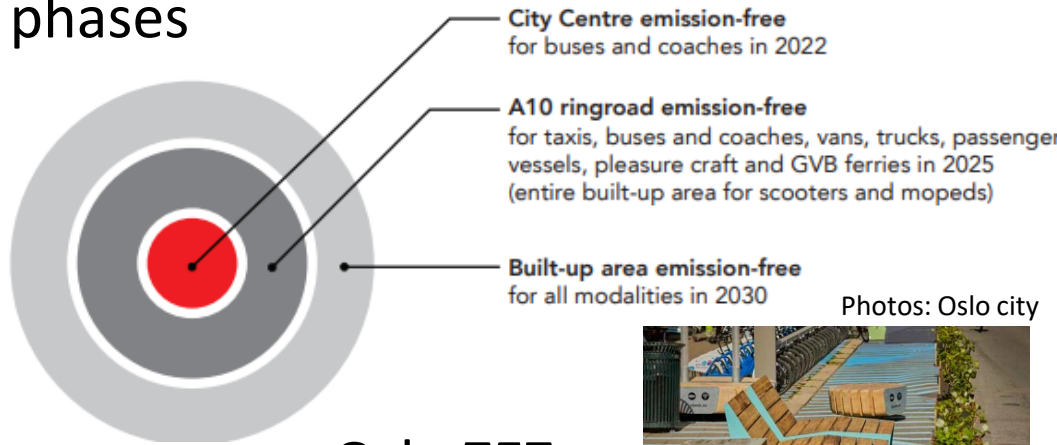 phases
City Centre emission-free
for buses and coaches in 2022
A10 ringroad emission-free
for taxis, buses and coaches, vans, trucks, passenger
vessels, pleasure craft and GVB ferries in 2025
(entire built-up area for scooters and mopeds)
Built-up area emission-free
for all modalities in 2030
Photos: Oslo city